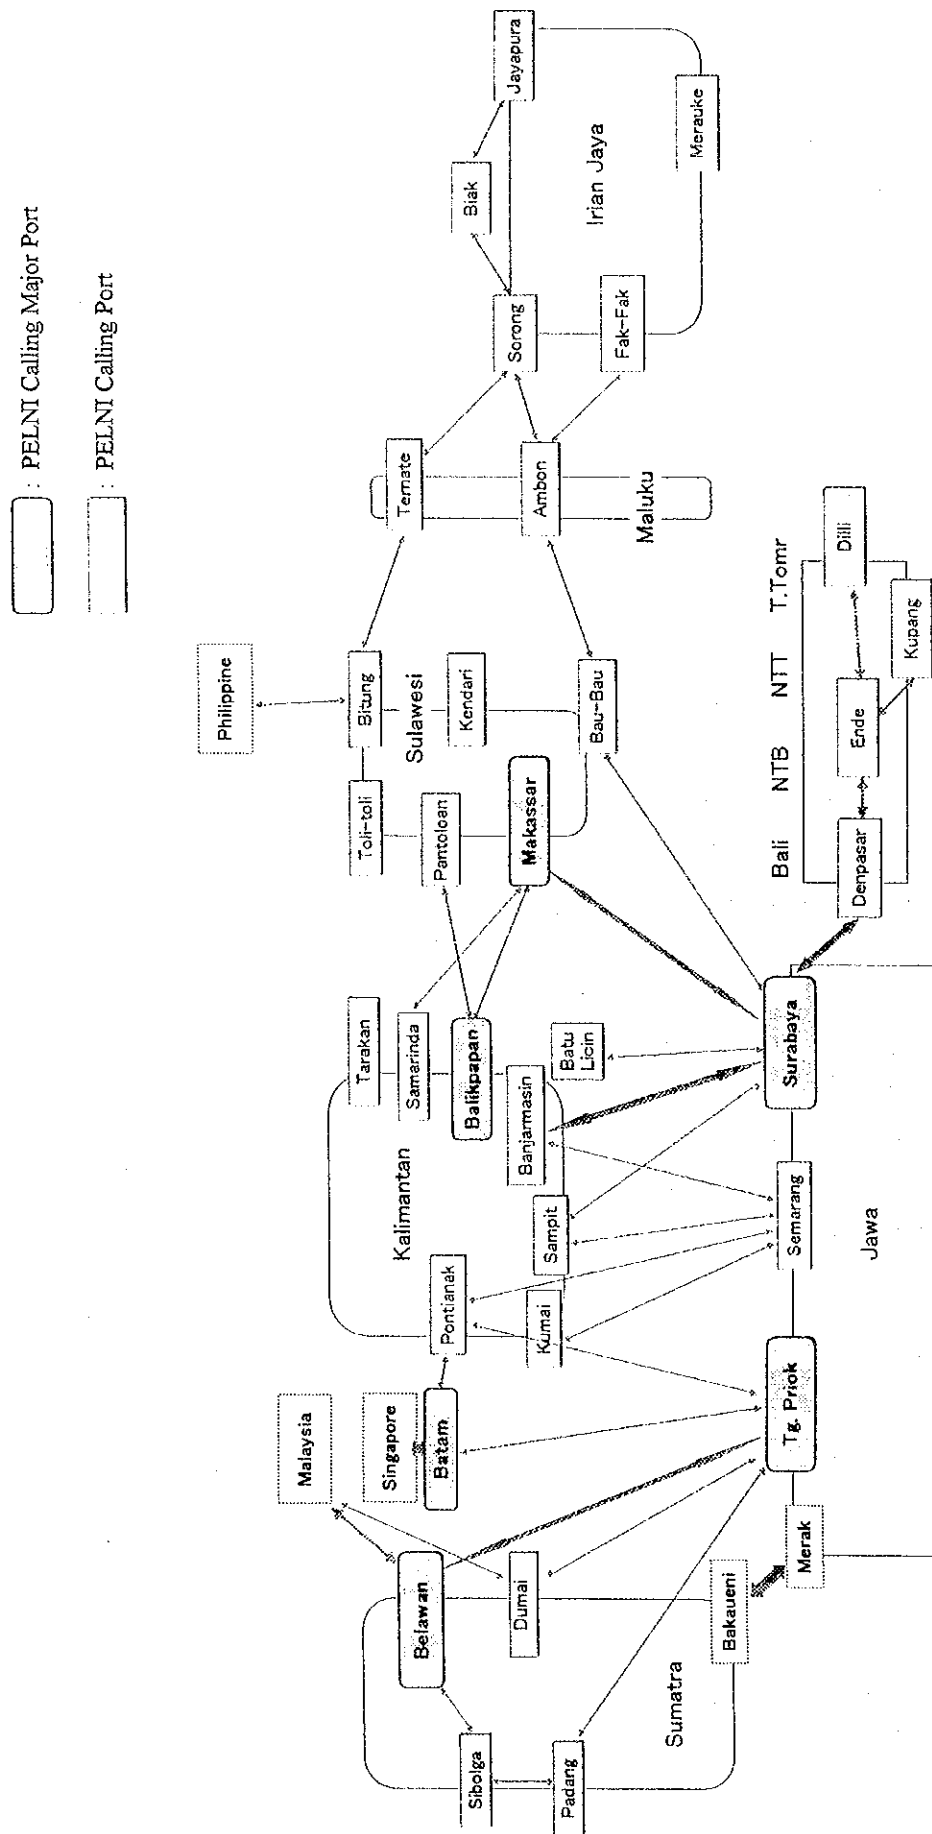 : PELNI Calling Major Port
: PELNI Calling Port
Malaysia
Singapore
Batam
Belawan
Dumai
Sibolga
Padang
Sumatra
Bakaueni
Merak
Tg. Priok
Jawa
Semarang
Surabaya
Kalimantan
Pontianak
Kumai
Sampit
Banjarmasin
Batu
Licin
Balikpapan
Samarinda
Tarakan
Philippine
Toli-toli
Bitung
Sulawesi
Pantoloan
Kendari
Makassar
Bau-Bau
Bali
NTB
NTT
T.Tomr
Denpasar
Ende
Dilli
Kupang
Ternate
Ambon
Maluku
Sorong
Biak
Jayapura
Irian Jaya
Fak-Fak
Merauke